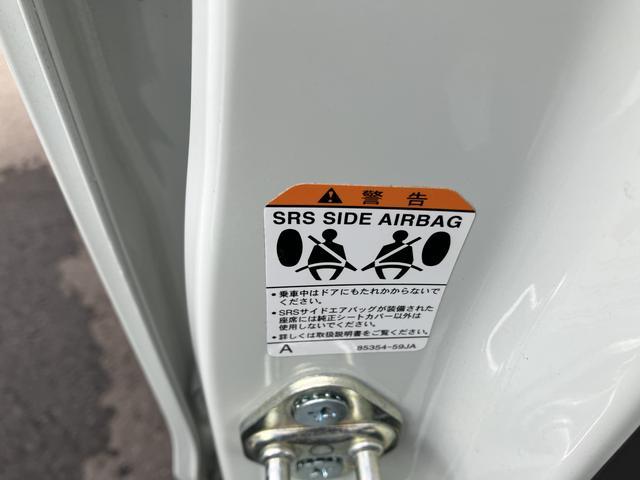 警告
SRS SIDE AIRBAG
・乗車中はドアにもたれかからないで
ください。
・SRSサイドエアバッグが装備された
座席には純正シートカバー以外は
使用しないでください。
・詳しくは取扱説明書をご覧ください。
A 85354-59JA